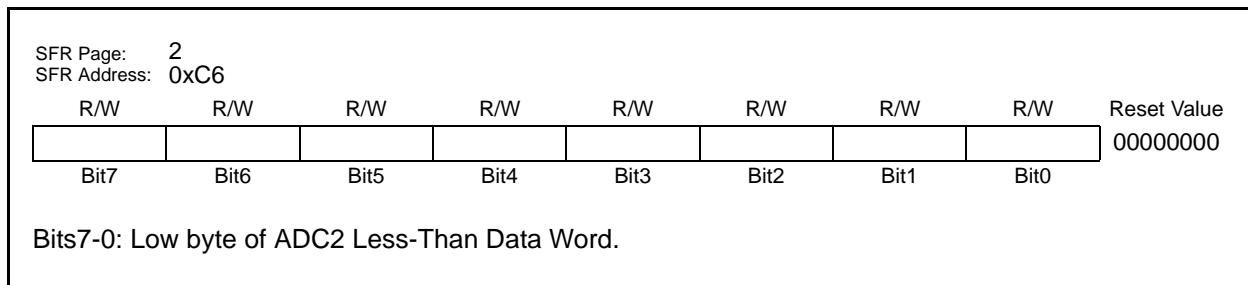 SFR Page: 2
SFR Address: 0xC6
R/W R/W R/W R/W R/W R/W R/W R/W Reset Value
00000000
Bit7 Bit6 Bit5 Bit4 Bit3 Bit2 Bit1 Bit0
Bits7-0: Low byte of ADC2 Less-Than Data Word.